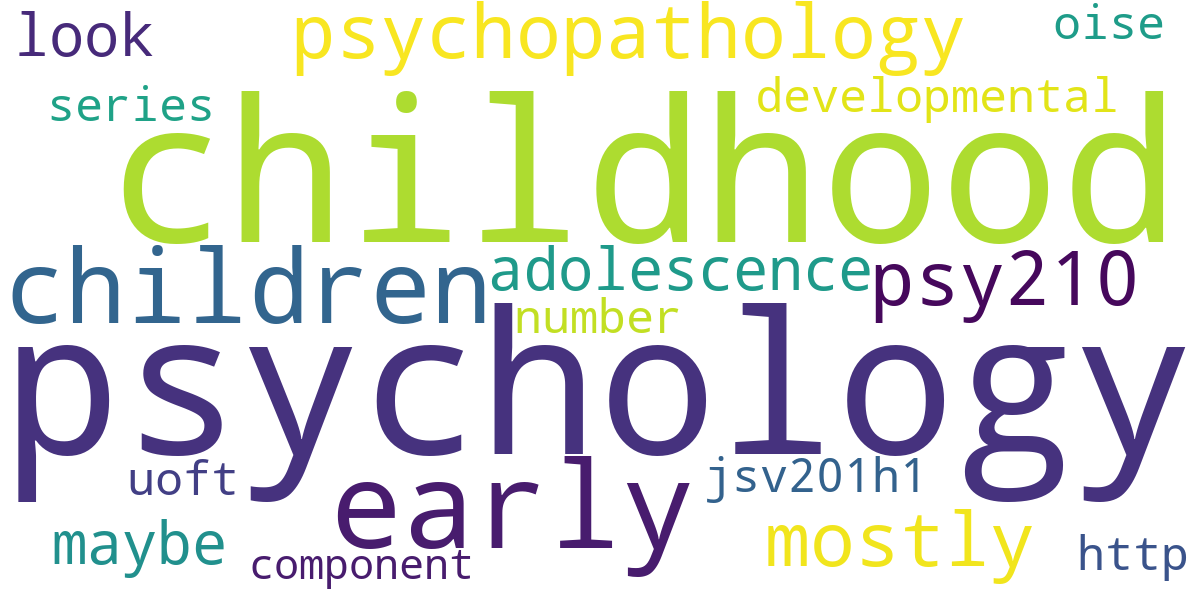 look psychopathology oise
series developmental
childhood
children adolescence psy210
number
psychology
uoft early jsv201h1
maybe component mostly http